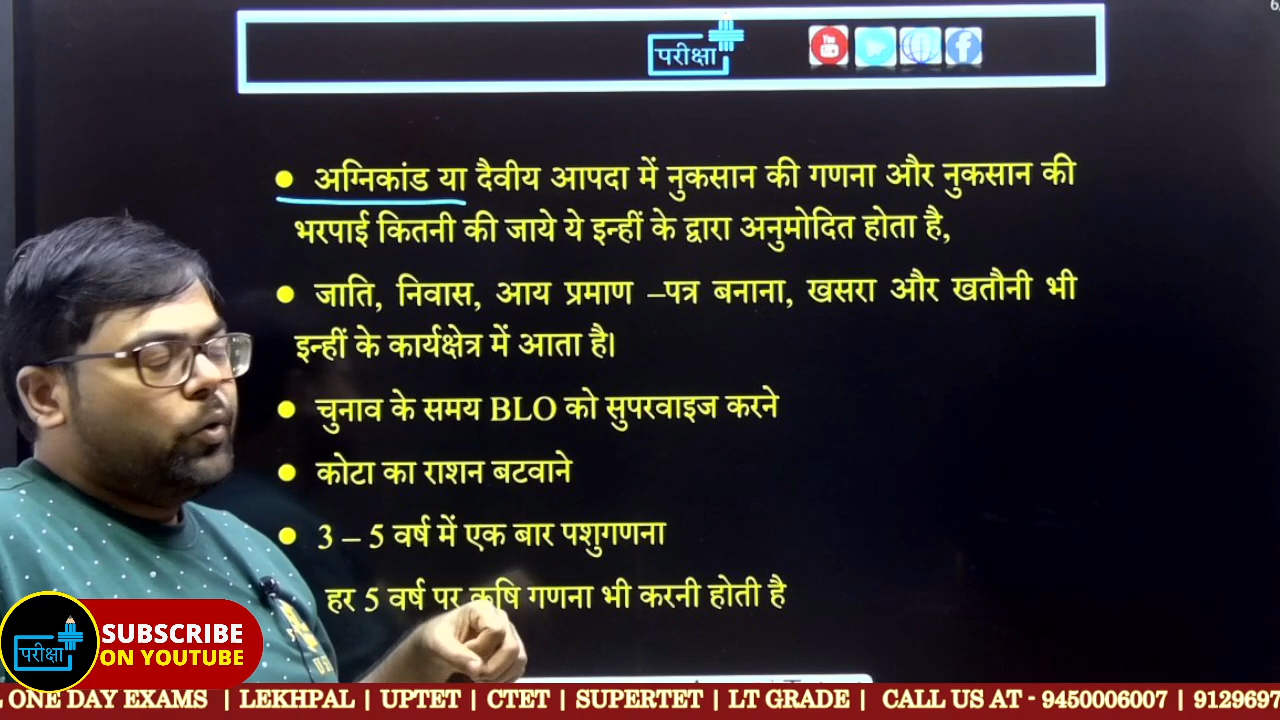 परीक्षा
You
● अग्निकांड या दैवीय आपदा में नुकसान की गणना और नुकसान की
भरपाई कितनी की जाये ये इन्हीं के द्वारा अनुमोदित होता है,
● जाति, निवास, आय प्रमाण –पत्र बनाना, खसरा और खतौनी भी
इन्हीं के कार्यक्षेत्र में आता है।
● चुनाव के समय BLO को सुपरवाइज करने
● कोटा का राशन बटवाने
● 3 – 5 वर्ष में एक बार पशुगणना
हर 5 वर्ष पर कृषि गणना भी करनी होती है
परीक्षा
SUBSCRIBE
ON YOUTUBE
L ONE DAY EXAMS | LEKHPAL | UPTET | CTET | SUPERTET | LT GRADE | CALL US AT - 9450006007 | 9129697